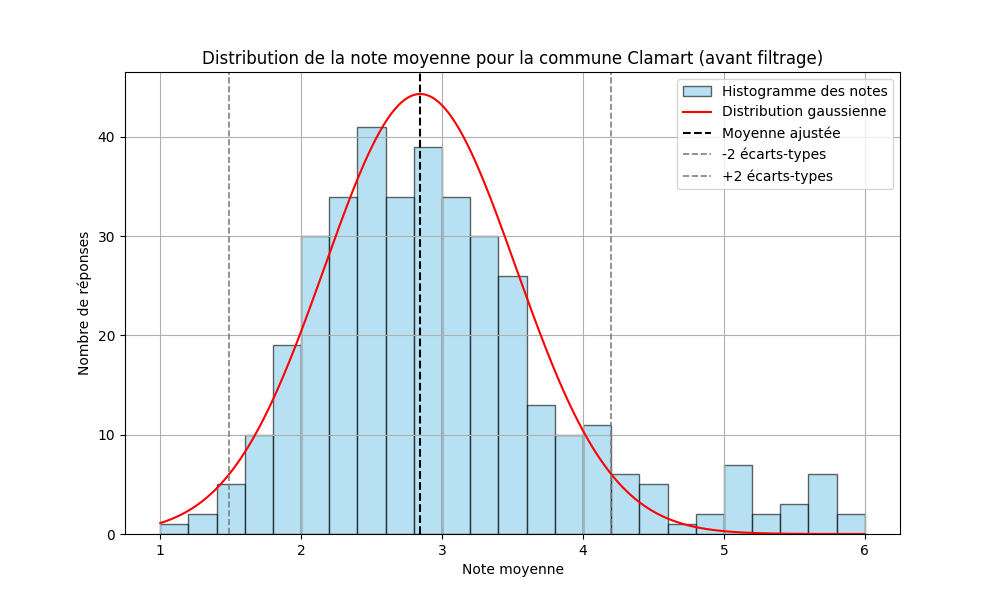 Distribution de la note moyenne pour la commune Clamart (avant filtrage)
Histogramme des notes
Distribution gaussienne
Moyenne ajustée
-2 écarts-types
+2 écarts-types
Nombre de réponses
40
30
20
10
0
1 2 3 4 5 6
Note moyenne